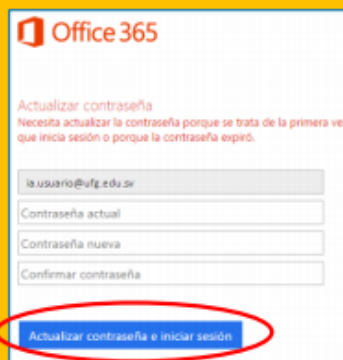 Office 365
Actualizar contraseña
Necesita actualizar la contraseña porque se trata de la primera ve
que inicia sesión o porque la contraseña expiró.
ia.usuario@ufg.edu.sv
Contraseña actual
Contraseña nueva
Confirmar contraseña
Actualizar contraseña e iniciar sesión